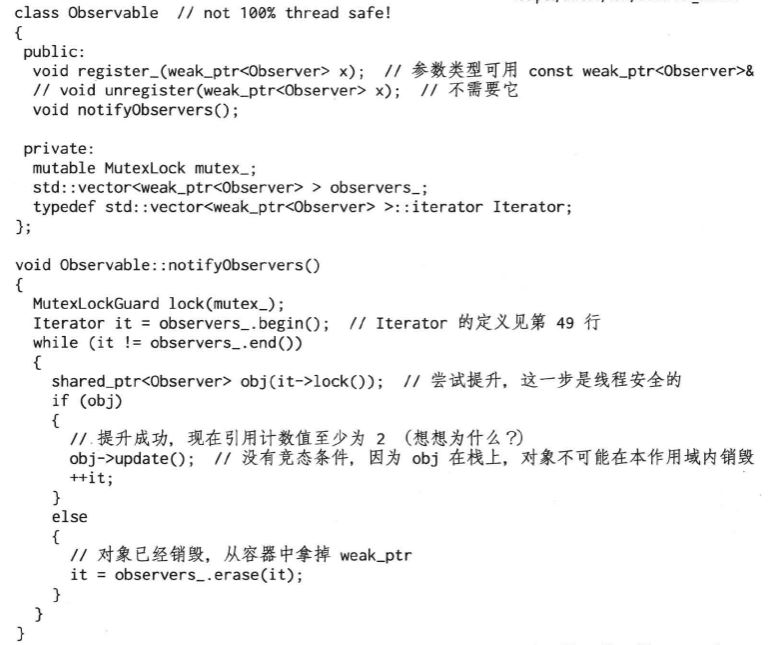 class Observable  // not 100% thread safe!
{
 public:
  void register_(weak_ptr<Observer> x);  // 参数类型可用 const weak_ptr<Observer>&
  // void unregister(weak_ptr<Observer> x);  // 不需要它
  void notifyObservers();

 private:
  mutable MutexLock mutex_;
  std::vector<weak_ptr<Observer> > observers_;
  typedef std::vector<weak_ptr<Observer> >::iterator Iterator;
};

void Observable::notifyObservers()
{
  MutexLockGuard lock(mutex_);
  Iterator it = observers_.begin();  // Iterator 的定义见第 49 行
  while (it != observers_.end())
  {
    shared_ptr<Observer> obj(it->lock());  // 尝试提升，这一步是线程安全的
    if (obj)
    {
      // 提升成功，现在引用计数值至少为 2 （想想为什么？）
      obj->update();  // 没有竞态条件，因为 obj 在栈上，对象不可能在本作用域内销毁
      ++it;
    }
    else
    {
      // 对象已经销毁，从容器中拿掉 weak_ptr
      it = observers_.erase(it);
    }
  }
}